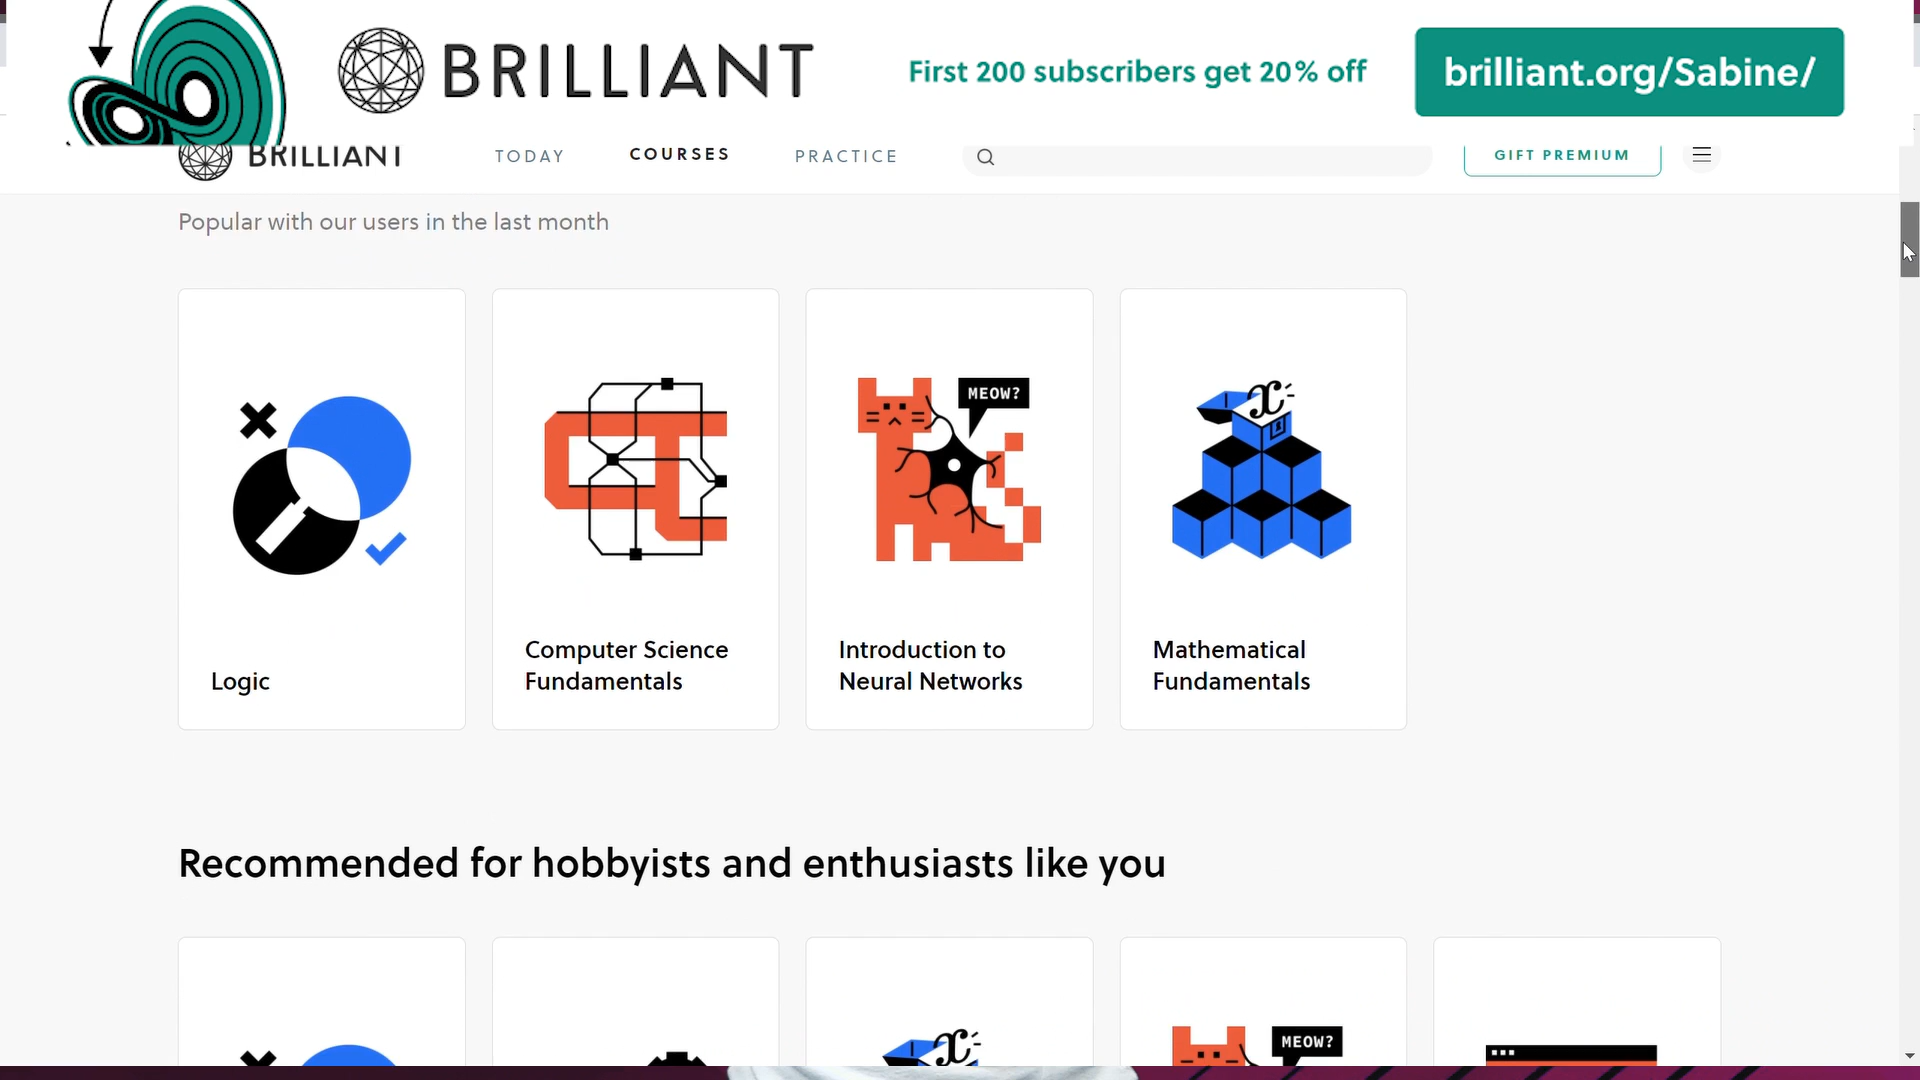 BRILLIANT
First 200 subscribers get 20% off
brilliant.org/Sabine/
BRILLIANT
TODAY
COURSES
PRACTICE
GIFT PREMIUM
Popular with our users in the last month
MEOW?
x
Logic
Computer Science
Fundamentals
Introduction to
Neural Networks
Mathematical
Fundamentals
Recommended for hobbyists and enthusiasts like you
x
MEOW?